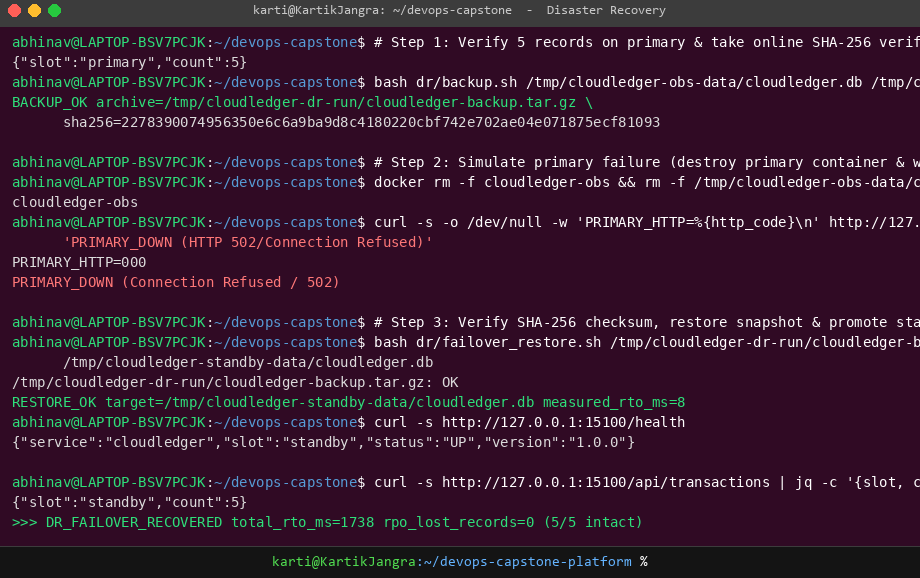 karti@KartikJangra: ~/devops-capstone  -  Disaster Recovery
abhinav@LAPTOP-BSV7PCJK:~/devops-capstone$ # Step 1: Verify 5 records on primary & take online SHA-256 verif
{"slot":"primary","count":5}
abhinav@LAPTOP-BSV7PCJK:~/devops-capstone$ bash dr/backup.sh /tmp/cloudledger-obs-data/cloudledger.db /tmp/c
BACKUP_OK archive=/tmp/cloudledger-dr-run/cloudledger-backup.tar.gz \
sha256=2278390074956350e6c6a9ba9d8c4180220cbf742e702ae04e071875ecf81093
abhinav@LAPTOP-BSV7PCJK:~/devops-capstone$ # Step 2: Simulate primary failure (destroy primary container & w
abhinav@LAPTOP-BSV7PCJK:~/devops-capstone$ docker rm -f cloudledger-obs && rm -f /tmp/cloudledger-obs-data/c
cloudledger-obs
abhinav@LAPTOP-BSV7PCJK:~/devops-capstone$ curl -s -o /dev/null -w 'PRIMARY_HTTP=%{http_code}\n' http://127.
'PRIMARY_DOWN (HTTP 502/Connection Refused)'
PRIMARY_HTTP=000
PRIMARY_DOWN (Connection Refused / 502)
abhinav@LAPTOP-BSV7PCJK:~/devops-capstone$ # Step 3: Verify SHA-256 checksum, restore snapshot & promote sta
abhinav@LAPTOP-BSV7PCJK:~/devops-capstone$ bash dr/failover_restore.sh /tmp/cloudledger-dr-run/cloudledger-b
/tmp/cloudledger-standby-data/cloudledger.db
/tmp/cloudledger-dr-run/cloudledger-backup.tar.gz: OK
RESTORE_OK target=/tmp/cloudledger-standby-data/cloudledger.db measured_rto_ms=8
abhinav@LAPTOP-BSV7PCJK:~/devops-capstone$ curl -s http://127.0.0.1:15100/health
{"service":"cloudledger","slot":"standby","status":"UP","version":"1.0.0"}
abhinav@LAPTOP-BSV7PCJK:~/devops-capstone$ curl -s http://127.0.0.1:15100/api/transactions | jq -c '{slot, c
{"slot":"standby","count":5}
>>> DR_FAILOVER_RECOVERED total_rto_ms=1738 rpo_lost_records=0 (5/5 intact)
karti@KartikJangra:~/devops-capstone-platform %